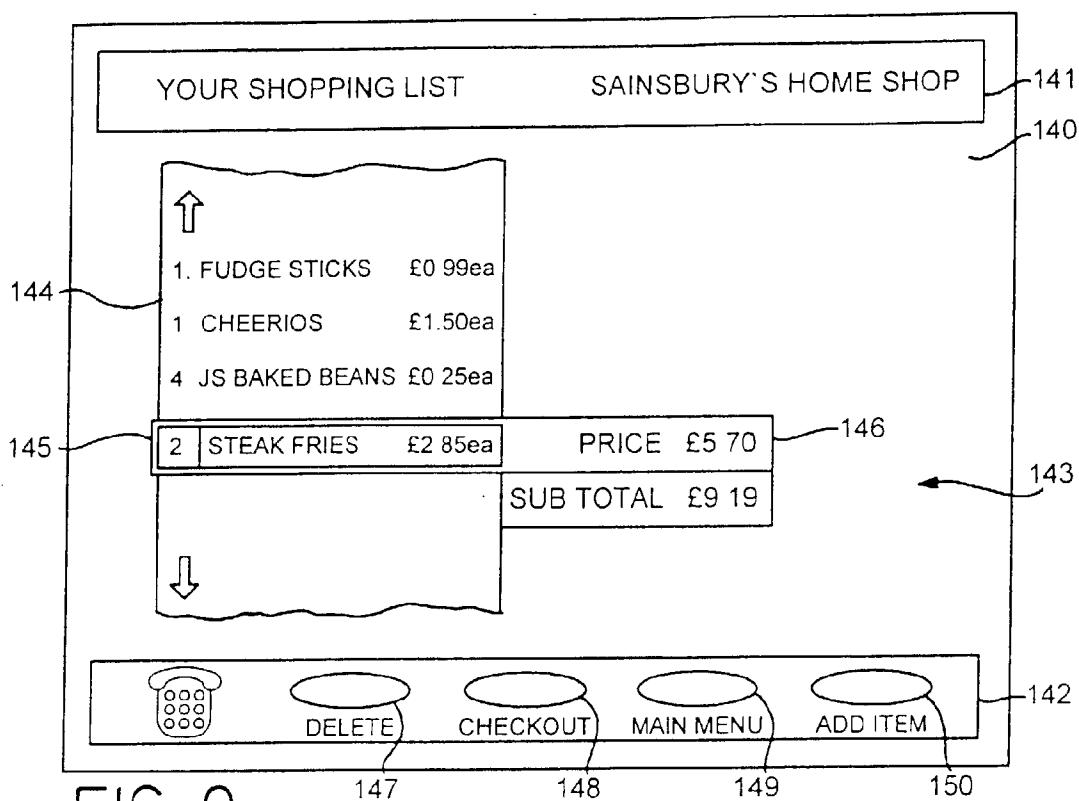 YOUR SHOPPING LIST SAINSBURY`S HOME SHOP
141
140
1. FUDGE STICKS £0 99ea
144
1 CHEERIOS £1.50ea
4 JS BAKED BEANS £0 25ea
145
2 STEAK FRIES £2 85ea PRICE £5 70
146
143
SUB TOTAL £9 19
142
DELETE CHECKOUT MAIN MENU ADD ITEM
147 148 149 150